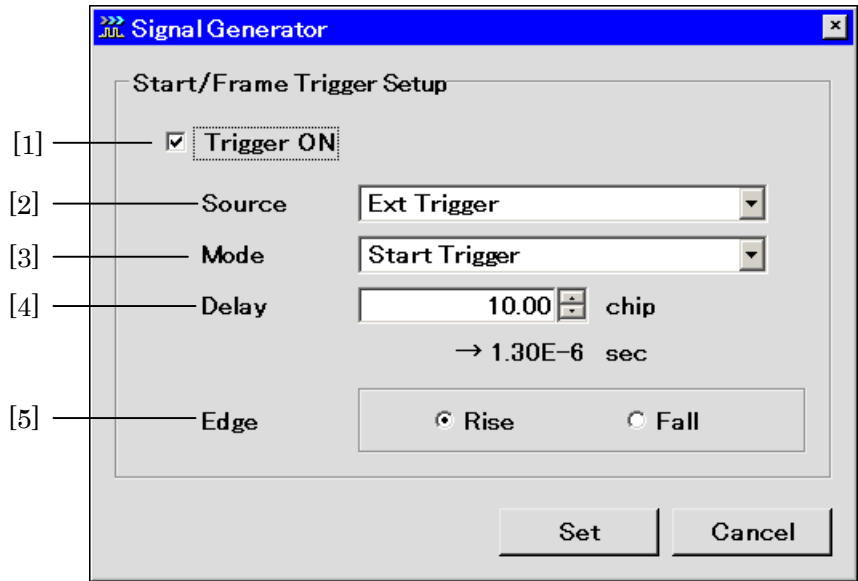 Signal Generator
Start/Frame Trigger Setup
[1] Trigger ON
[2] Source Ext Trigger
[3] Mode Start Trigger
[4] Delay 10.00 chip
→ 1.30E-6 sec
[5] Edge Rise Fall
Set Cancel